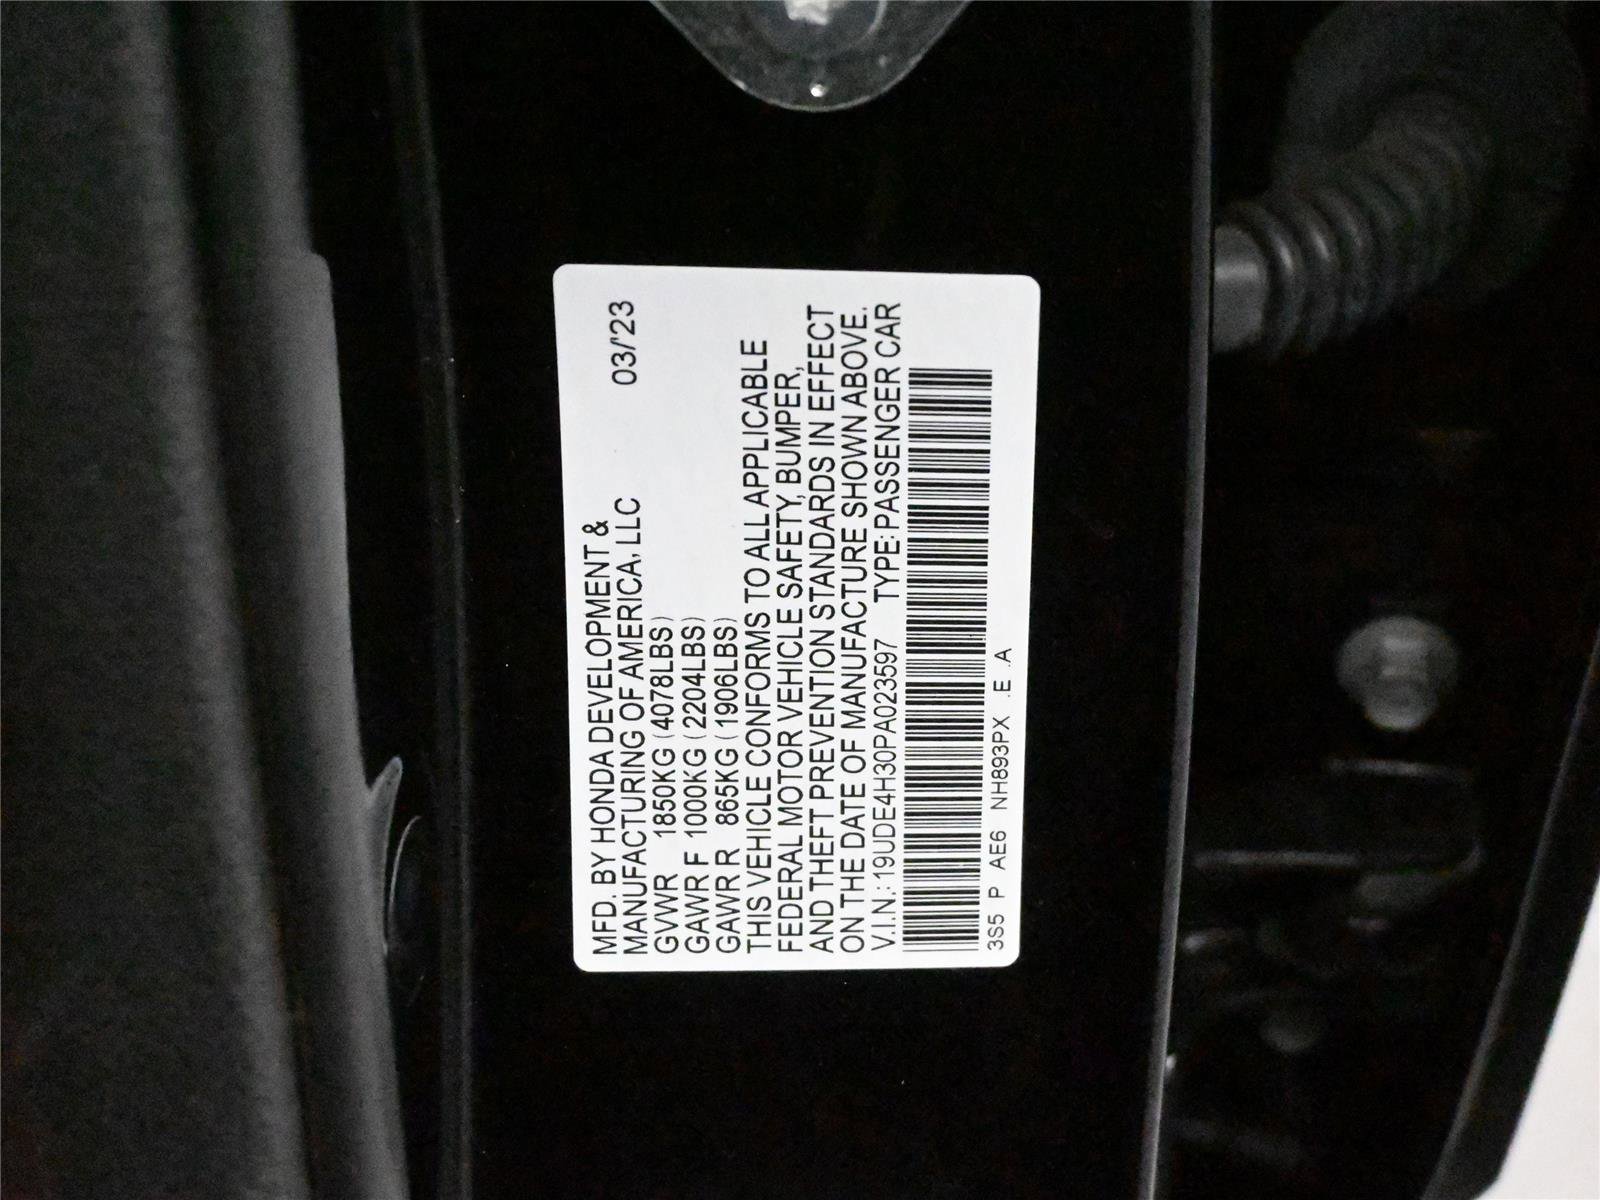 MFD. BY HONDA DEVELOPMENT &
MANUFACTURING OF AMERICA, LLC 03/'23
GVWR 1850KG (4078LBS)
GAWR F 1000KG (2204LBS)
GAWR R 865KG (1906LBS)
THIS VEHICLE CONFORMS TO ALL APPLICABLE
FEDERAL MOTOR VEHICLE SAFETY, BUMPER,
AND THEFT PREVENTION STANDARDS IN EFFECT
ON THE DATE OF MANUFACTURE SHOWN ABOVE.
V.I.N.: 19UDE4H30PA023597 TYPE: PASSENGER CAR
3S5 P AE6 NH893PX .E .A